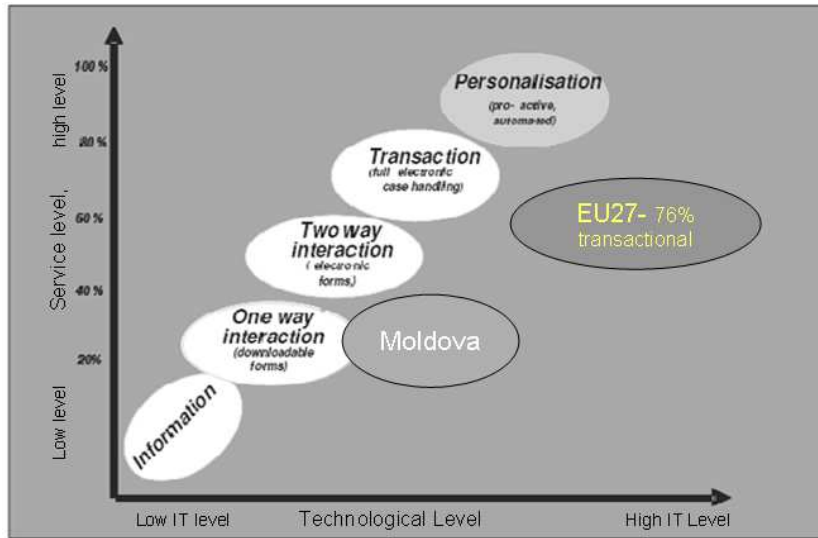 100%
80%
60%
40%
20%
high level
Service level,
Low level
Personalisation
(pro- active,
automated)
Transaction
(full electronic
case handling)
Two way
interaction
( electronic
forms)
One way
interaction
(downloadable
forms)
Information
Moldova
EU27- 76%
transactional
Low IT level
Technological Level
High IT Level